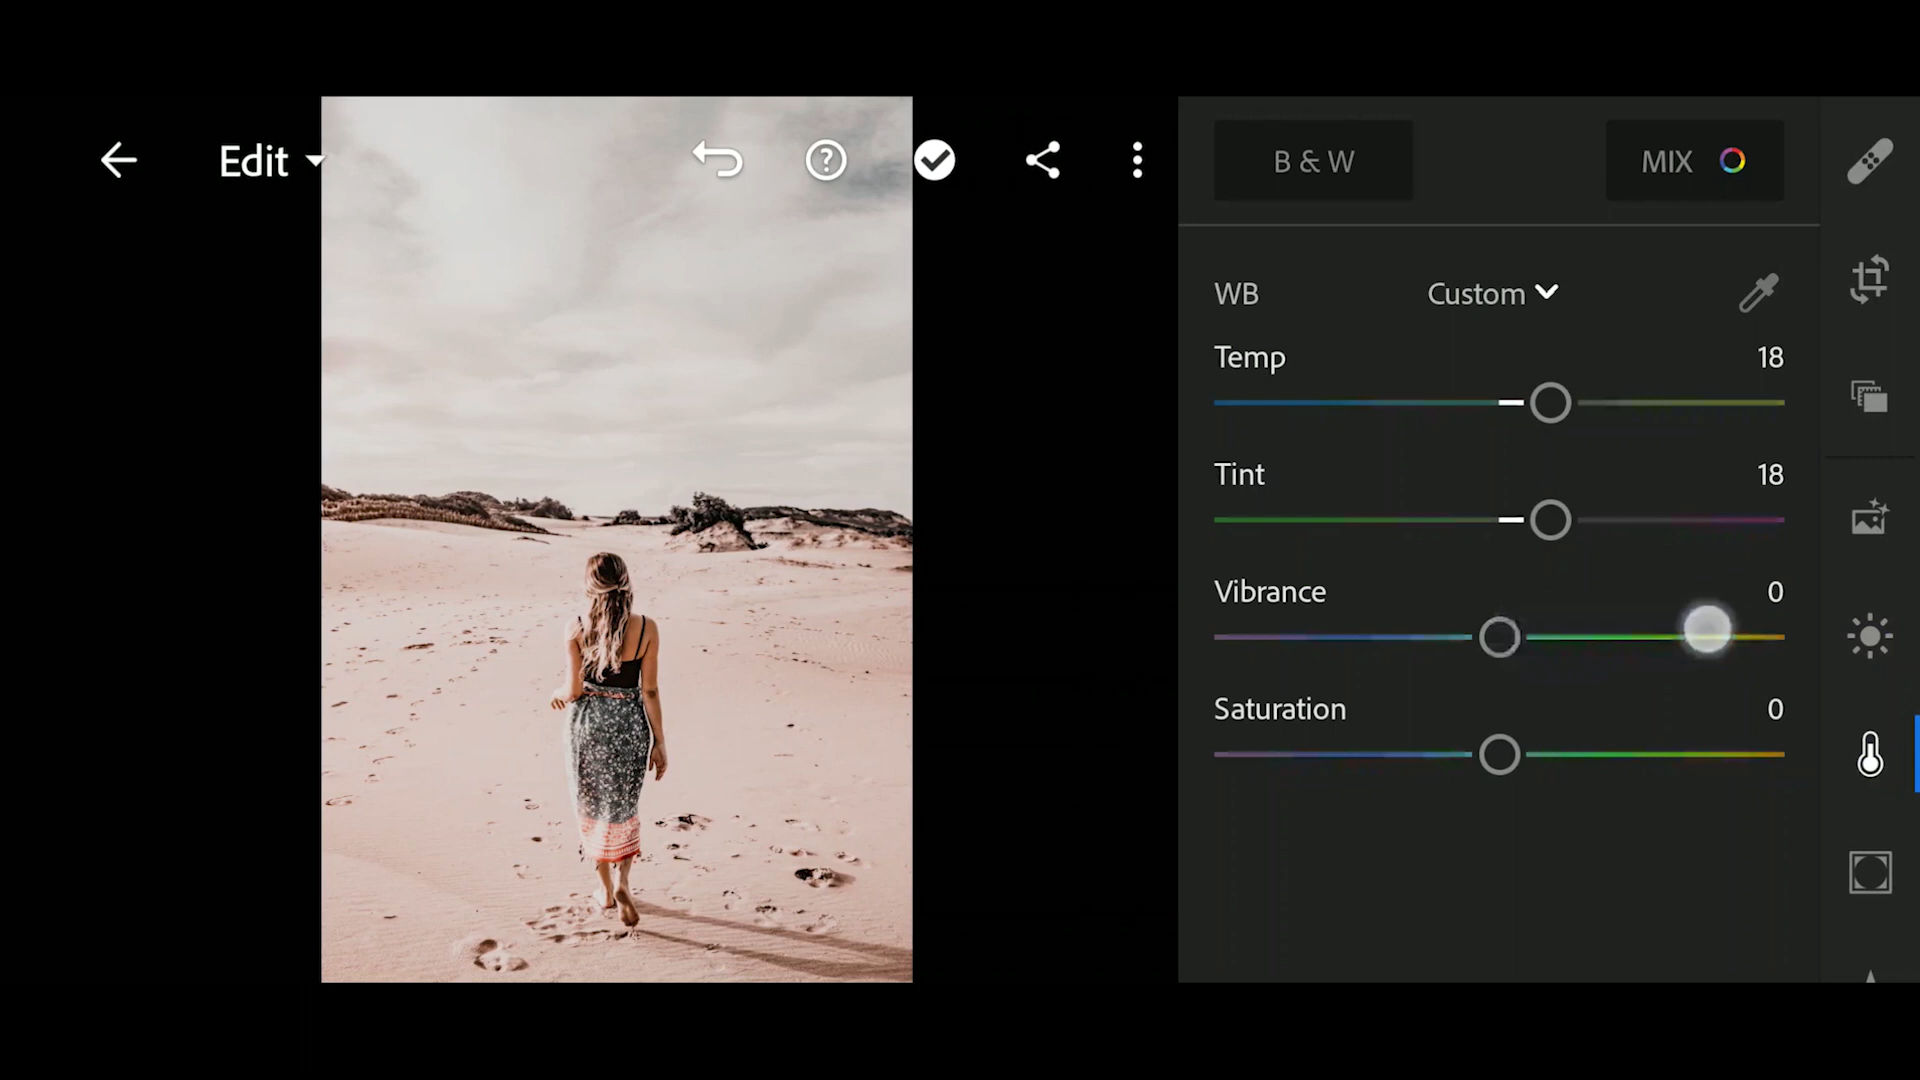 Edit
B & W
MIX
WB Custom
Temp 18
Tint 18
Vibrance 0
Saturation 0